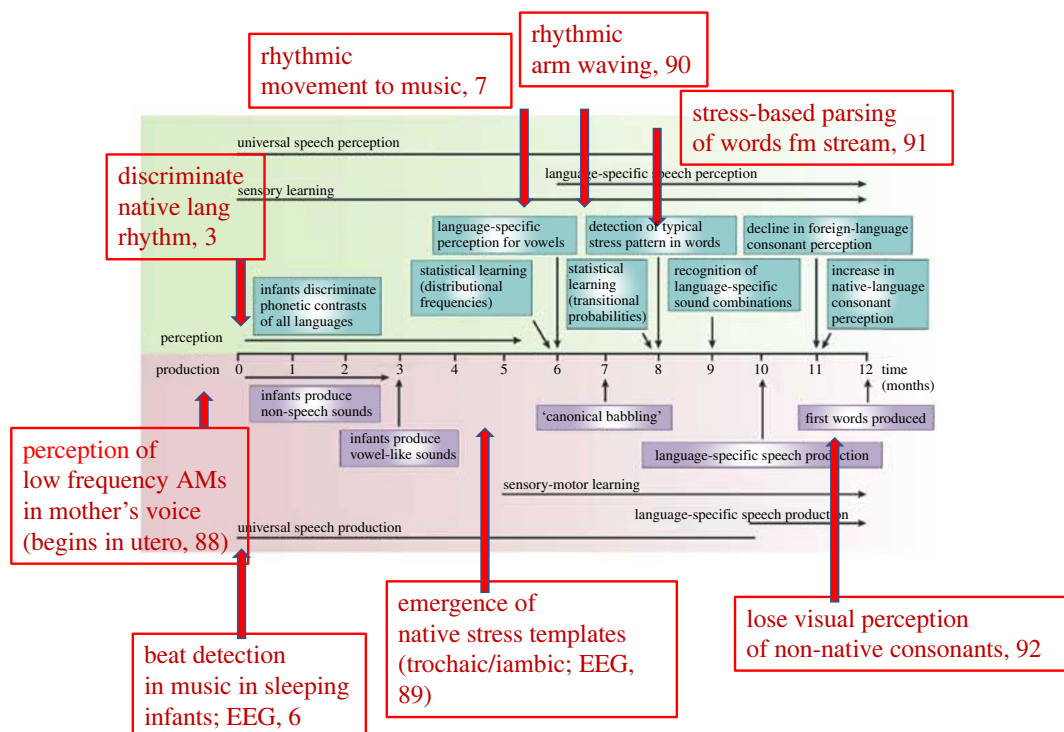 rhythmic
movement to music, 7
rhythmic
arm waving, 90
stress-based parsing
of words fm stream, 91
universal speech perception
language-specific speech perception
sensory learning
discriminate
native lang
rhythm, 3
language-specific
perception for vowels
detection of typical
stress pattern in words
decline in foreign-language
consonant perception
statistical learning
(distributional
frequencies)
statistical
learning
(transitional
probabilities)
recognition of
language-specific
sound combinations
increase in
native-language
consonant
perception
infants discriminate
phonetic contrasts
of all languages
perception
production
0 1 2 3 4 5 6 7 8 9 10 11 12
time
(months)
infants produce
non-speech sounds
infants produce
vowel-like sounds
‘canonical babbling’
first words produced
language-specific speech production
sensory-motor learning
language-specific speech production
universal speech production
perception of
low frequency AMs
in mother’s voice
(begins in utero, 88)
beat detection
in music in sleeping
infants; EEG, 6
emergence of
native stress templates
(trochaic/iambic; EEG,
89)
lose visual perception
of non-native consonants, 92